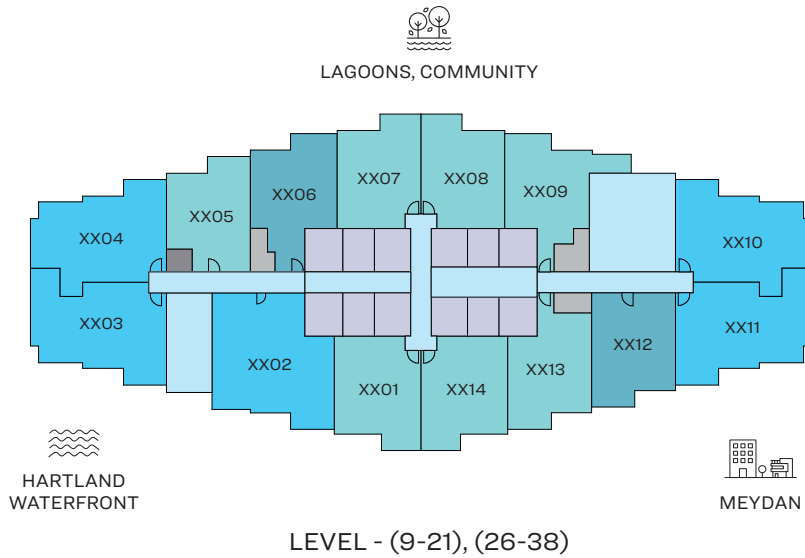 LAGOONS, COMMUNITY
XX07
XX08
XX06
XX09
XX05
XX04
XX10
XX03
XX11
XX02
XX12
XX01
XX14
XX13
HARTLAND
WATERFRONT
MEYDAN
LEVEL - (9-21), (26-38)